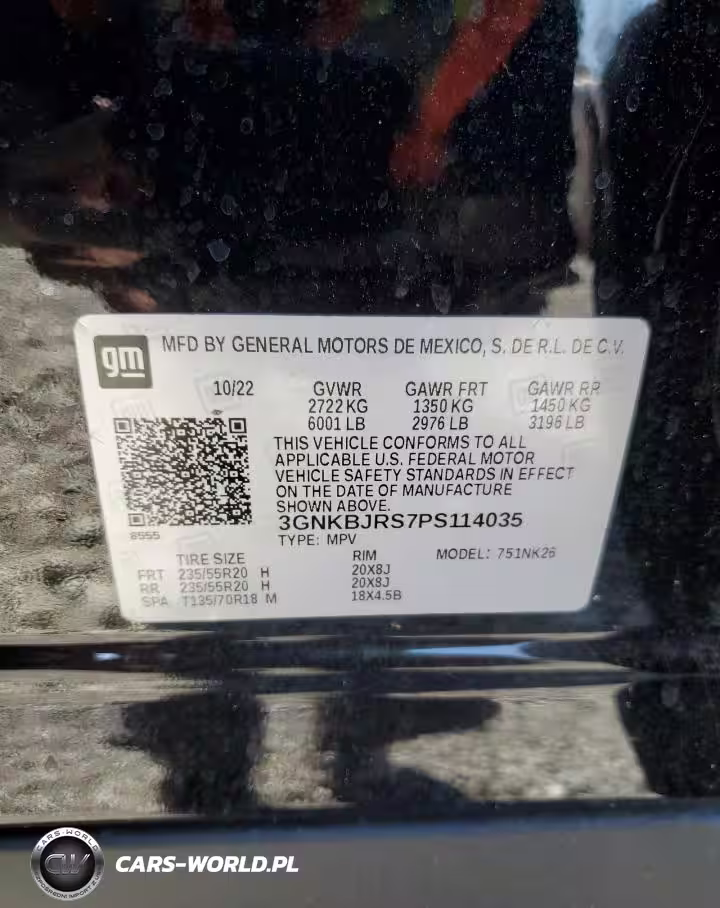 gm MFD BY GENERAL MOTORS DE MEXICO, S. DE R.L. DE C.V.
10/22 GVWR GAWR FRT GAWR RR
2722 KG 1350 KG 1450 KG
6001 LB 2976 LB 3196 LB
THIS VEHICLE CONFORMS TO ALL
APPLICABLE U.S. FEDERAL MOTOR
VEHICLE SAFETY STANDARDS IN EFFECT
ON THE DATE OF MANUFACTURE
SHOWN ABOVE.
3GNKBJRS7PS114035
8555
TYPE: MPV
TIRE SIZE RIM MODEL: 751NK26
FRT 235/55R20 H 20X8J
RR 235/55R20 H 20X8J
SPA T135/70R18 M 18X4.5B
CARS-WORLD
CW
CARS-WORLD.PL